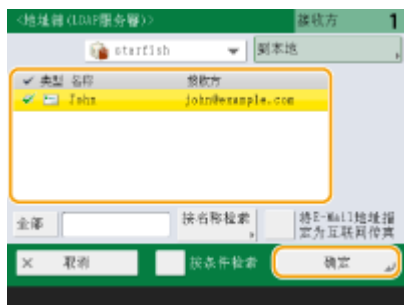 <地址簿(LDAP服务器)> 接收方 1
starfish 到本地
类型 名称 接收方
John john@example.com
全部 按名称检索 将E-Mail地址指
定为互联网传真
× 取消 按条件检索 确定